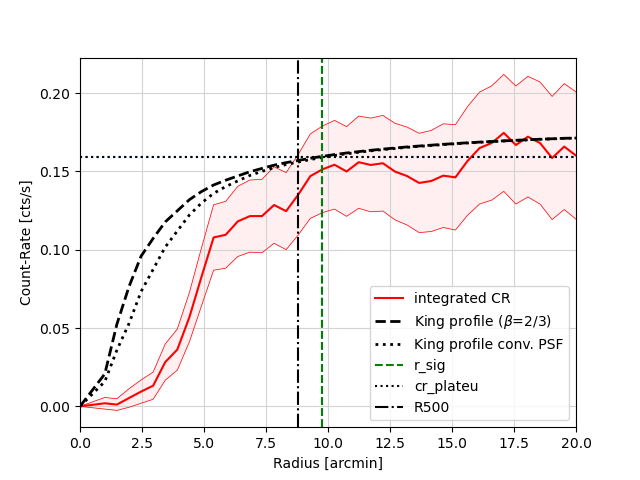 0.20
0.15
0.10
0.05
0.00
Count-Rate [cts/s]
integrated CR
King profile (β=2/3)
King profile conv. PSF
r_sig
cr_plateu
R500
0.0 2.5 5.0 7.5 10.0 12.5 15.0 17.5 20.0
Radius [arcmin]